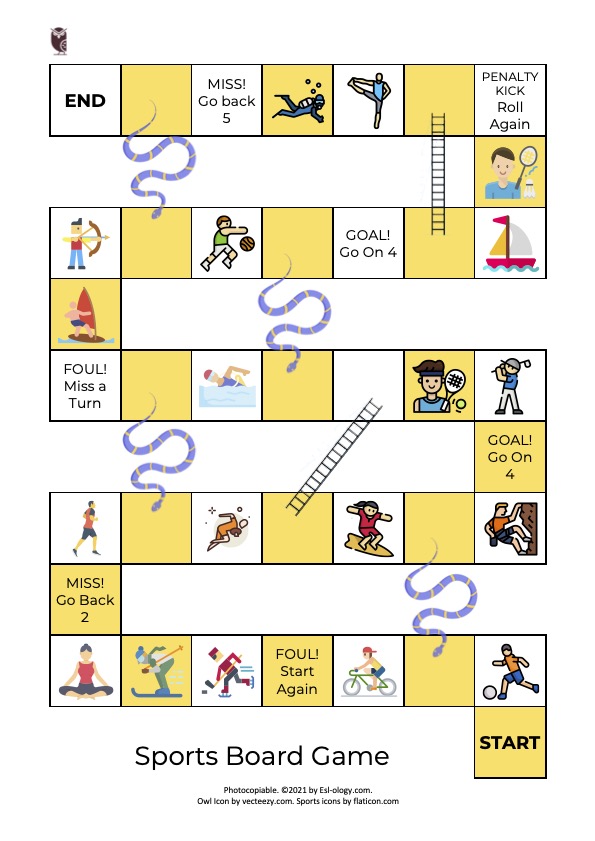 END
MISS!
Go back
5
PENALTY
KICK
Roll
Again
GOAL!
Go On 4
FOUL!
Miss a
Turn
GOAL!
Go On
4
MISS!
Go Back
2
FOUL!
Start
Again
START
Sports Board Game
Photocopiable. ©2021 by Esl-ology.com.
Owl Icon by vecteezy.com. Sports icons by flaticon.com